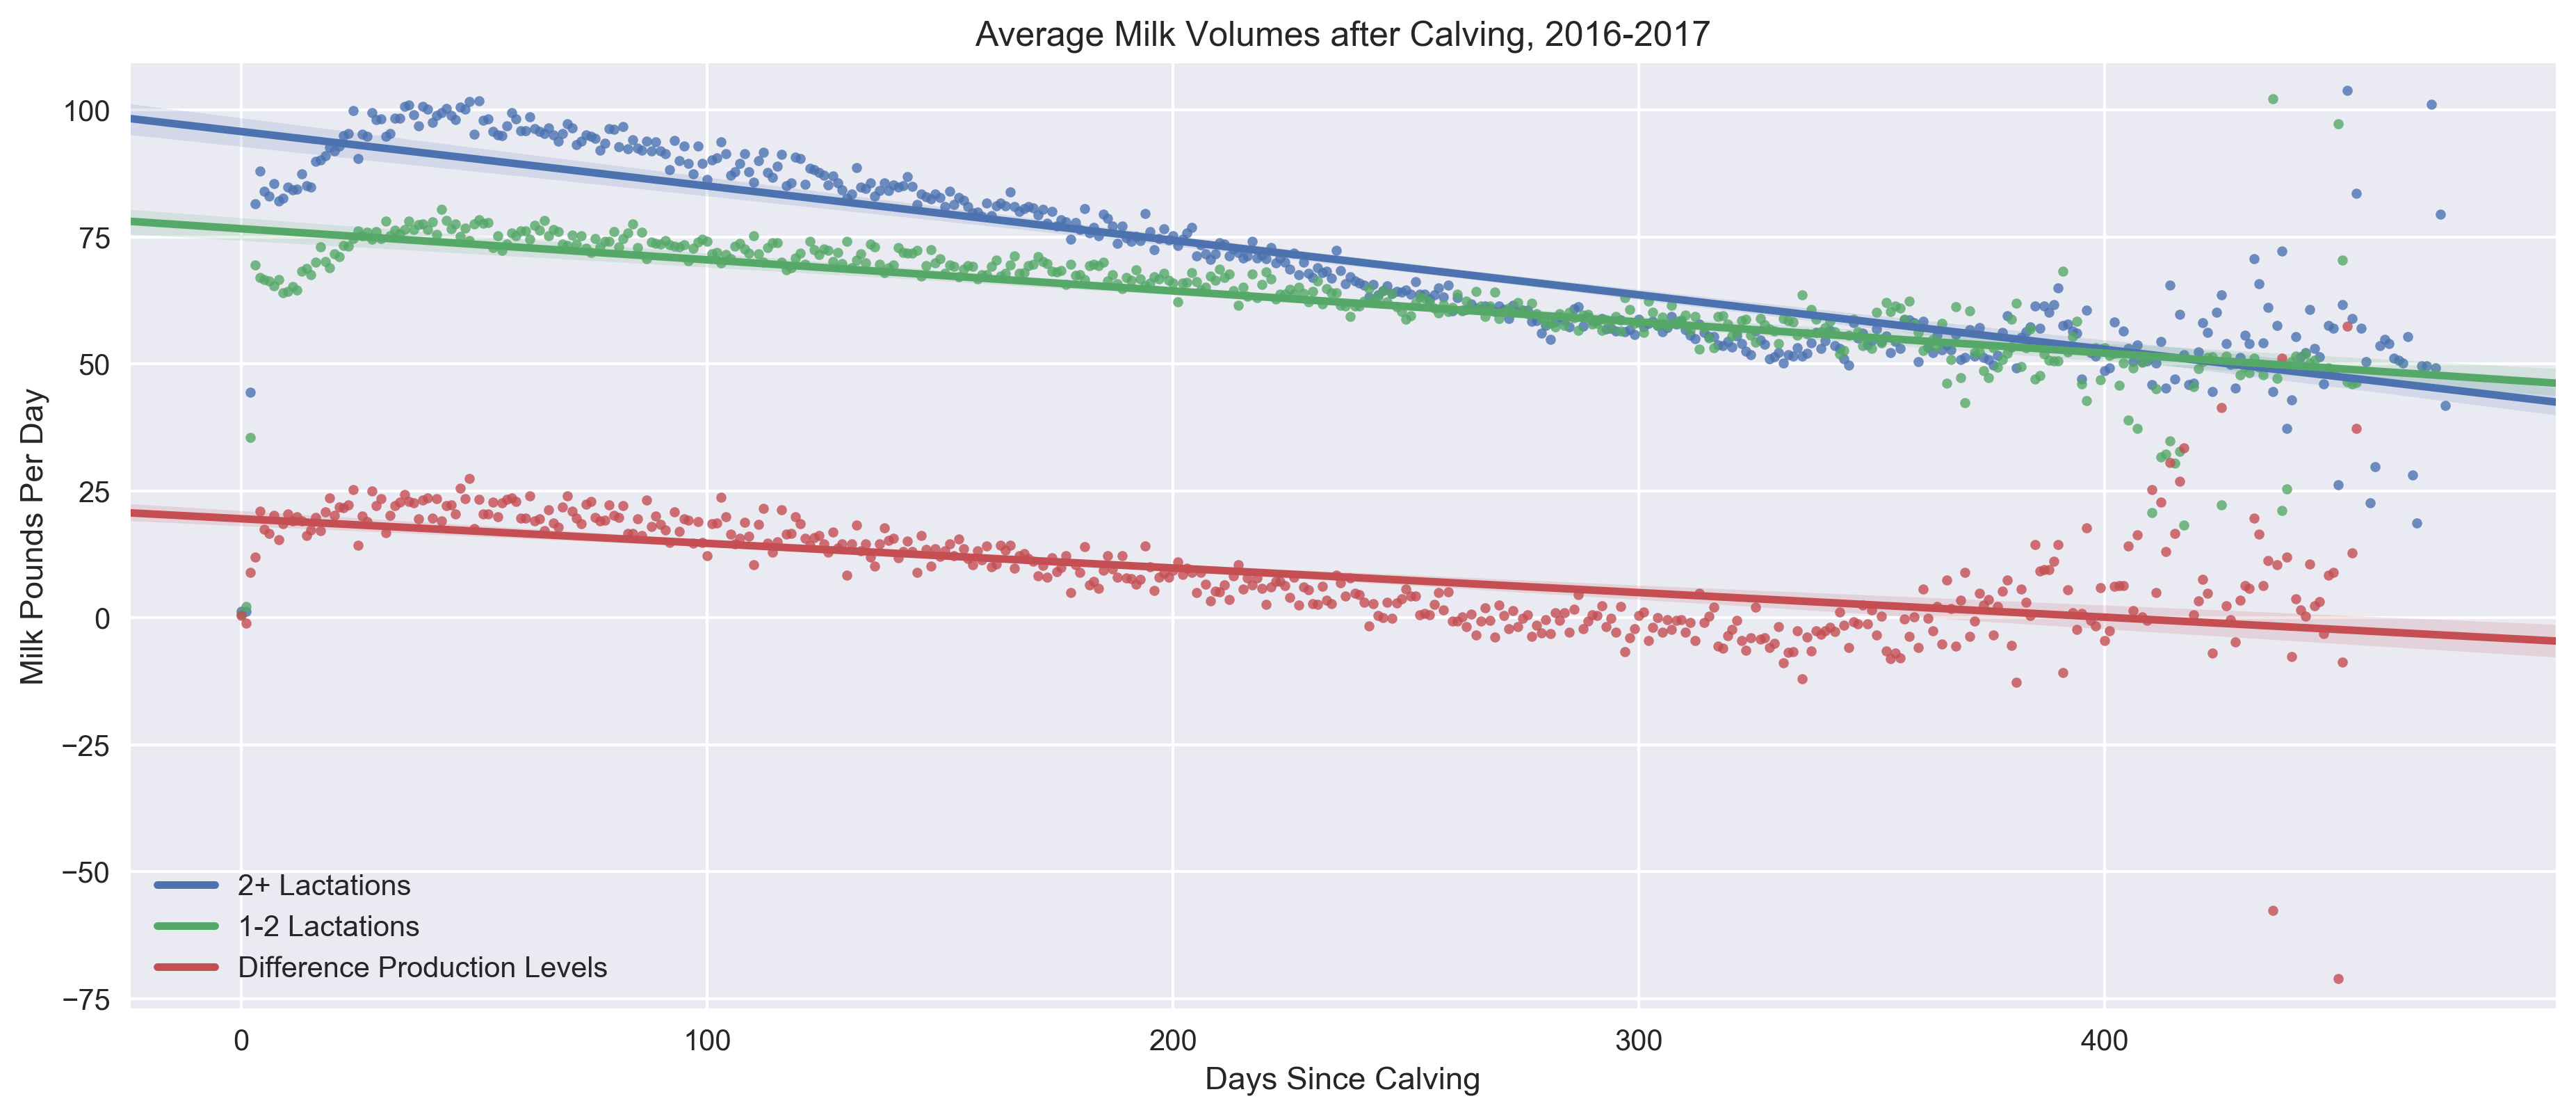 Average Milk Volumes after Calving, 2016-2017
Milk Pounds Per Day
100
75
50
25
0
−25
−50
−75
2+ Lactations
1-2 Lactations
Difference Production Levels
0 100 200 300 400
Days Since Calving